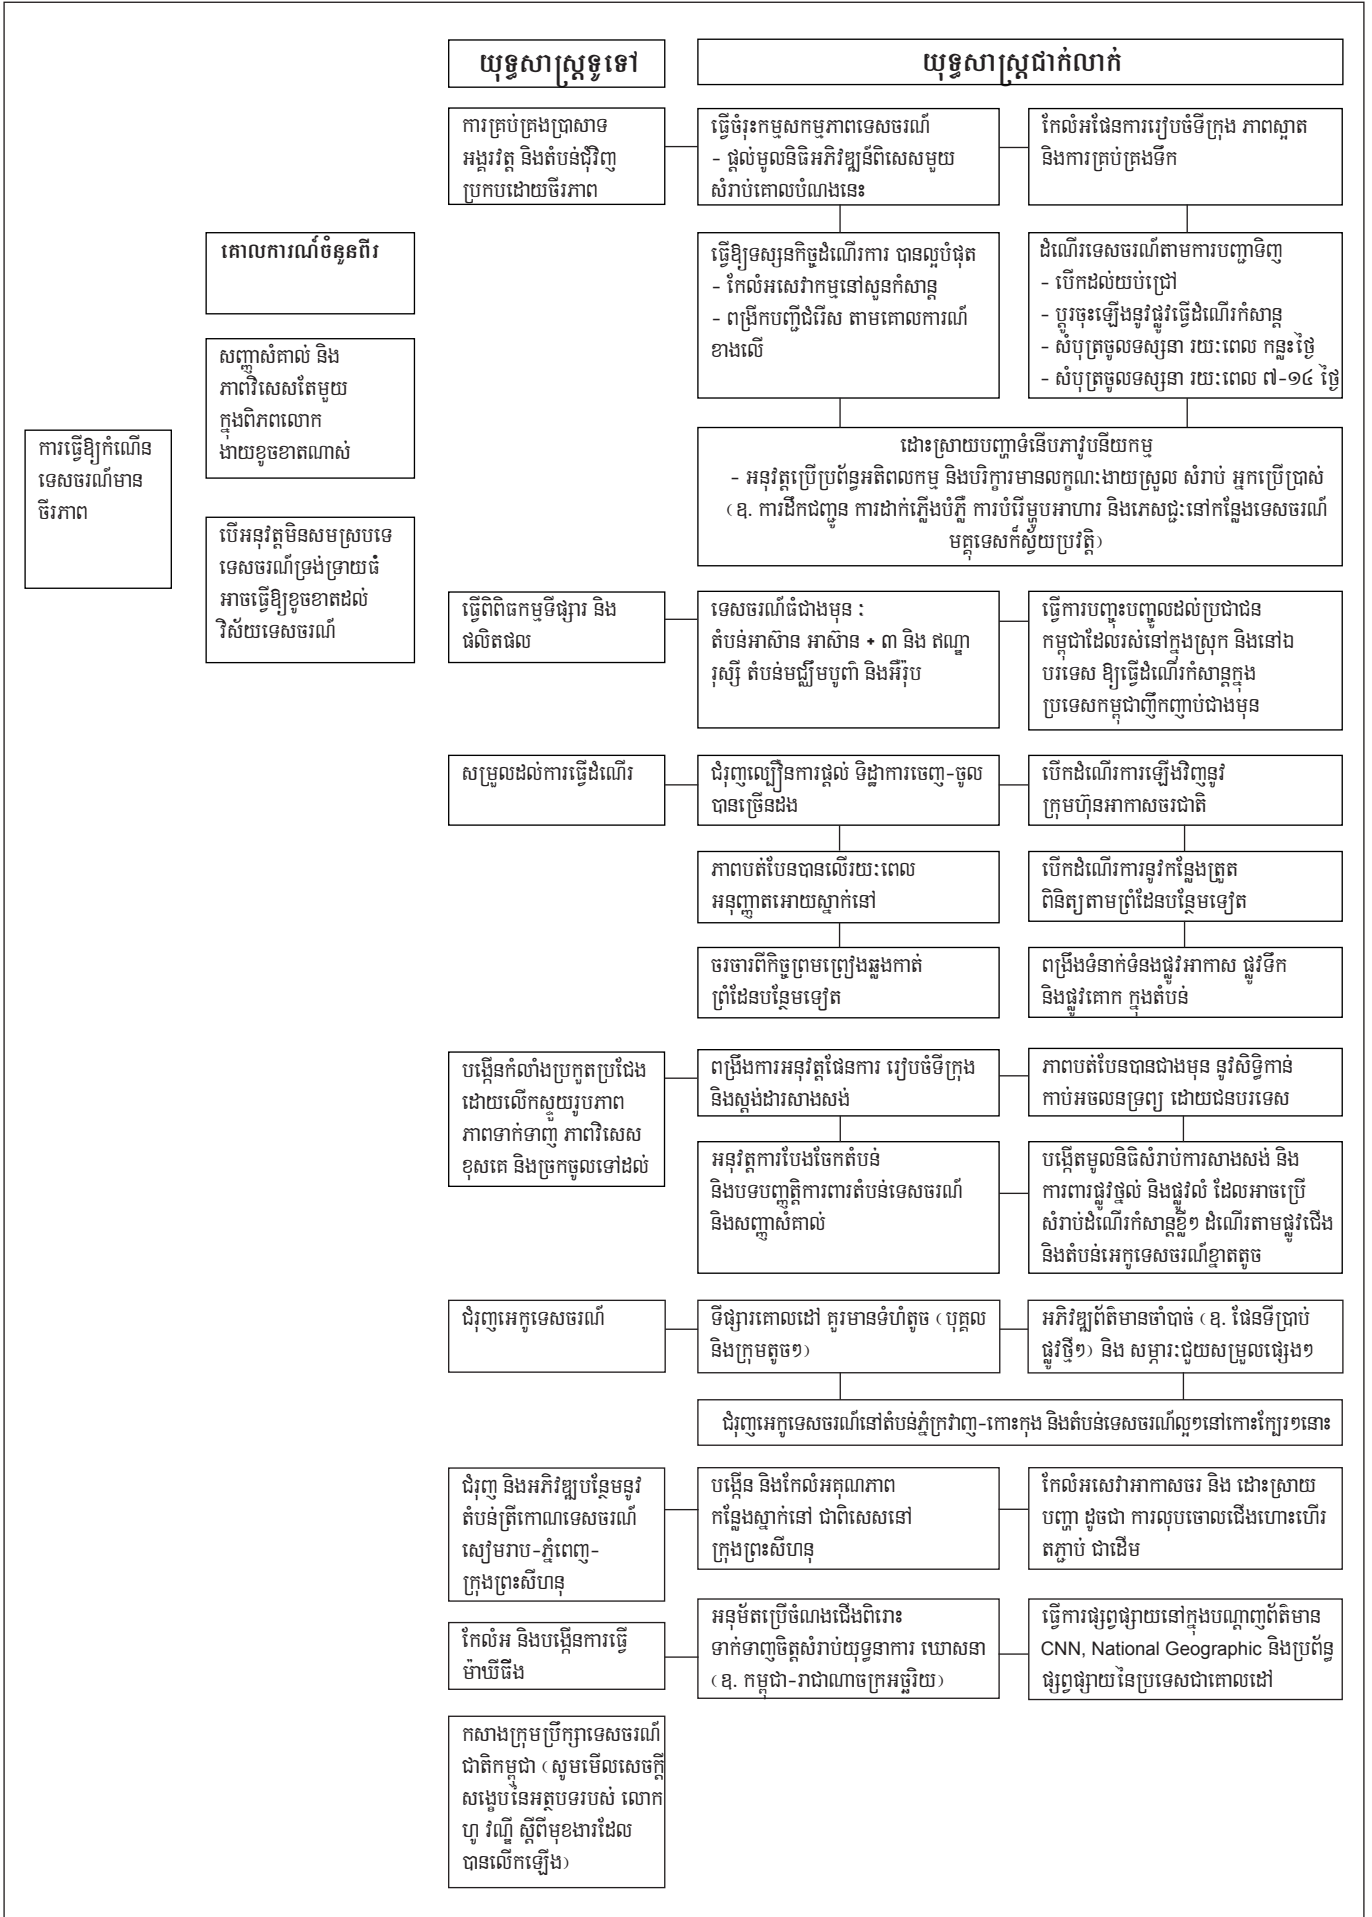 យុទ្ធសាស្ត្រទូទៅ
យុទ្ធសាស្ត្រជាក់លាក់
ការធ្វើឱ្យកំណើន
ទេសចរណ៍មាន
ចីរភាព
គោលការណ៍ចំនួនពីរ
សញ្ញាសំគាល់ និង
ភាពវិសេសតែមួយ
ក្នុងពិភពលោក
ងាយខូចខាតណាស់
បើអនុវត្តមិនសមស្របទេ
ទេសចរណ៍ទ្រង់ទ្រាយធំ
អាចធ្វើឱ្យខូចខាតដល់
វិស័យទេសចរណ៍
ការគ្រប់គ្រងប្រាសាទ
អង្គរវត្ត និងតំបន់ជុំវិញ
ប្រកបដោយចីរភាព
ធ្វើចំរុះកម្មសកម្មភាពទេសចរណ៍
- ផ្តល់មូលនិធិអភិវឌ្ឍន៍ពិសេសមួយ
សំរាប់គោលបំណងនេះ
កែលំអផែនការរៀបចំទីក្រុង ភាពស្អាត
និងការគ្រប់គ្រងទឹក
ធ្វើឱ្យទស្សនកិច្ចដំណើរការ បានល្អបំផុត
- កែលំអសេវាកម្មនៅសួនកំសាន្ត
- ពង្រីកបញ្ជីជំរើស តាមគោលការណ៍
ខាងលើ
ដំណើរទេសចរណ៍តាមការបញ្ជាទិញ
- បើកដល់យប់ជ្រៅ
- ប្តូរចុះឡើងនូវផ្លូវធ្វើដំណើរកំសាន្ត
- សំបុត្រចូលទស្សនា រយៈពេល កន្លះថ្ងៃ
- សំបុត្រចូលទស្សនា រយៈពេល ៧-១៤ ថ្ងៃ
ដោះស្រាយបញ្ហាទំនើបភាវូបនីយកម្ម
- អនុវត្តប្រើប្រព័ន្ធអតិពលកម្ម និងបរិក្ខារមានលក្ខណៈងាយស្រួល សំរាប់ អ្នកប្រើប្រាស់
(ឧ. ការដឹកជញ្ជូន ការដាក់ភ្លើងបំភ្លឺ ការបំរើម្ហូបអាហារ និងភេសជ្ជៈនៅកន្លែងទេសចរណ៍
មគ្គុទេសក៏ស្វ័យប្រវត្តិ)
ធ្វើពិពិធកម្មទីផ្សារ និង
ផលិតផល
ទេសចរណ៍ធំជាងមុន :
តំបន់អាស៊ាន អាស៊ាន + ៣ និង ឥណ្ឌា
រុស្សី តំបន់មជ្ឈឹមបូព៌ា និងអឺរ៉ុប
ធ្វើការបញ្ចុះបញ្ចូលដល់ប្រជាជន
កម្ពុជាដែលរស់នៅក្នុងស្រុក និងនៅឯ
បរទេស ឱ្យធ្វើដំណើរកំសាន្តក្នុង
ប្រទេសកម្ពុជាញឹកញាប់ជាងមុន
សម្រួលដល់ការធ្វើដំណើរ
ជំរុញល្បឿនការផ្តល់ ទិដ្ឋាការចេញ-ចូល
បានច្រើនដង
បើកដំណើរការឡើងវិញនូវ
ក្រុមហ៊ុនអាកាសចរជាតិ
ភាពបត់បែនបានលើរយៈពេល
អនុញ្ញាតអោយស្នាក់នៅ
បើកដំណើរការនូវកន្លែងត្រួត
ពិនិត្យតាមព្រំដែនបន្ថែមទៀត
ចរចារពីកិច្ចព្រមព្រៀងឆ្លងកាត់
ព្រំដែនបន្ថែមទៀត
ពង្រឹងទំនាក់ទំនងផ្លូវអាកាស ផ្លូវទឹក
និងផ្លូវគោក ក្នុងតំបន់
បង្កើនកំលាំងប្រកួតប្រជែង
ដោយលើកស្ទួយរូបភាព
ភាពទាក់ទាញ ភាពវិសេស
ខុសគេ និងច្រកចូលទៅដល់
ពង្រឹងការអនុវត្តផែនការ រៀបចំទីក្រុង
និងស្តង់ដារសាងសង់
ភាពបត់បែនបានជាងមុន នូវសិទ្ធិកាន់
កាប់អចលនទ្រព្យ ដោយជនបរទេស
អនុវត្តការបែងចែកតំបន់
និងបទបញ្ញត្តិការពារតំបន់ទេសចរណ៍
និងសញ្ញាសំគាល់
បង្កើតមូលនិធិសំរាប់ការសាងសង់ និង
ការពារផ្លូវថ្នល់ និងផ្លូវលំ ដែលអាចប្រើ
សំរាប់ដំណើរកំសាន្តខ្លីៗ ដំណើរតាមផ្លូវជើង
និងតំបន់អេកូទេសចរណ៍ខ្នាតតូច
ជំរុញអេកូទេសចរណ៍
ទីផ្សារគោលដៅ គួរមានទំហំតូច (បុគ្គល
និងក្រុមតូចៗ)
អភិវឌ្ឍព័ត៌មានចាំបាច់ (ឧ. ផែនទីប្រាប់
ផ្លូវថ្មីៗ) និង សម្ភារៈជួយសម្រួលផ្សេងៗ
ជំរុញអេកូទេសចរណ៍នៅតំបន់ភ្នំក្រវាញ-កោះកុង និងតំបន់ទេសចរណ៍ល្អៗនៅកោះក្បែរៗនោះ
ជំរុញ និងអភិវឌ្ឍបន្ថែមនូវ
តំបន់ត្រីកោណទេសចរណ៍
សៀមរាប-ភ្នំពេញ-
ក្រុងព្រះសីហនុ
បង្កើន និងកែលំអគុណភាព
កន្លែងស្នាក់នៅ ជាពិសេសនៅ
ក្រុងព្រះសីហនុ
កែលំអសេវាអាកាសចរ និង ដោះស្រាយ
បញ្ហា ដូចជា ការលុបចោលជើងហោះហើរ
តភ្ជាប់ ជាដើម
កែលំអ និងបង្កើនការធ្វើ
ម៉ាឃីធីង
អនុម័តប្រើចំណងជើងពិរោះ
ទាក់ទាញចិត្តសំរាប់យុទ្ធនាការ ឃោសនា
(ឧ. កម្ពុជា-រាជាណាចក្រអច្ឆរិយ)
ធ្វើការផ្សព្វផ្សាយនៅក្នុងបណ្តាញព័ត៌មាន
CNN, National Geographic និងប្រព័ន្ធ
ផ្សព្វផ្សាយនៃប្រទេសជាគោលដៅ
កសាងក្រុមប្រឹក្សាទេសចរណ៍
ជាតិកម្ពុជា (សូមមើលសេចក្តី
សង្ខេបនៃអត្ថបទរបស់ លោក
ហូ វណ្ឌី ស្តីពីមុខងារដែល
បានលើកឡើង)